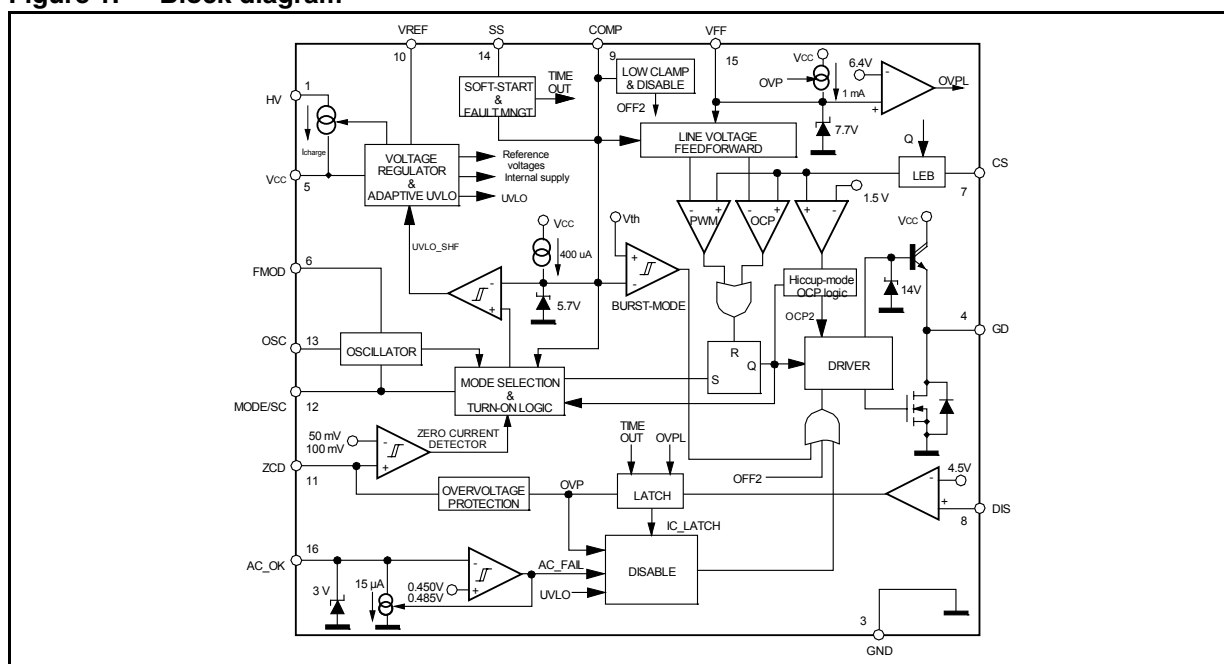 Figure 1. Block diagram
VREF
10
SS
14
COMP
9
VFF
15
HV
1
Icharge
VCC
5
SOFT-START
&
FAULT MNGT
TIME
OUT
LOW CLAMP
& DISABLE
OFF2
VCC
OVP
1 mA
6.4V
-
+
OVPL
7.7V
LINE VOLTAGE
FEEDFORWARD
Q
LEB
CS
7
VOLTAGE
REGULATOR
&
ADAPTIVE UVLO
Reference
voltages
Internal supply
UVLO
- +
PWM
- +
OCP
+ -
1.5 V
UVLO_SHF
VCC
400 uA
5.7V
-
+
Vth
+
-
BURST-MODE
Hiccup-mode
OCP logic
OCP2
VCC
14V
4
GD
FMOD
6
OSC
13
OSCILLATOR
MODE/SC
12
MODE SELECTION
&
TURN-ON LOGIC
R
S
Q
DRIVER
50 mV
100 mV
-
+
ZERO CURRENT
DETECTOR
ZCD
11
OVERVOLTAGE
PROTECTION
OVP
TIME
OUT
OVPL
LATCH
OFF2
4.5V
-
+
8
DIS
IC_LATCH
AC_OK
16
3 V
15 µA
0.450V
0.485V
-
+
AC_FAIL
UVLO
DISABLE
3
GND